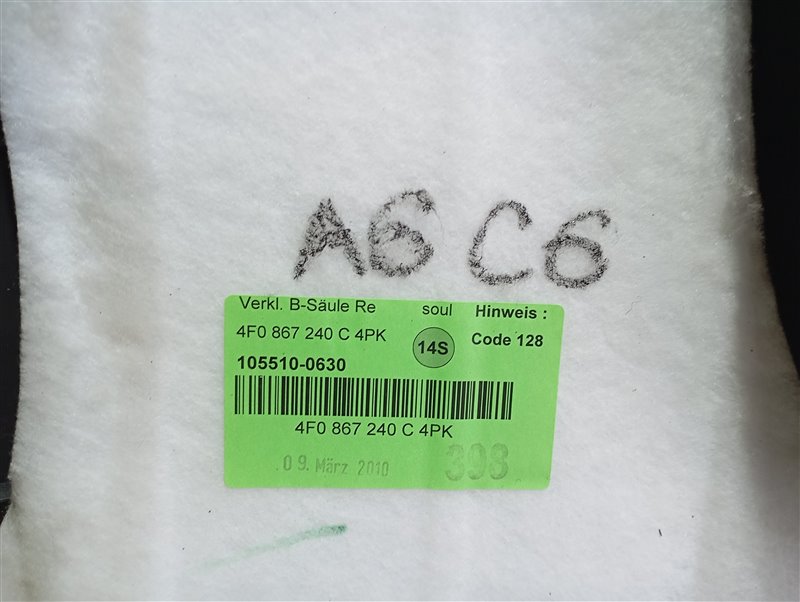 A6 C6
Verkl. B-Säule Re soul Hinweis :
4F0 867 240 C 4PK 14S Code 128
105510-0630
4F0 867 240 C 4PK
09. März 2010 398